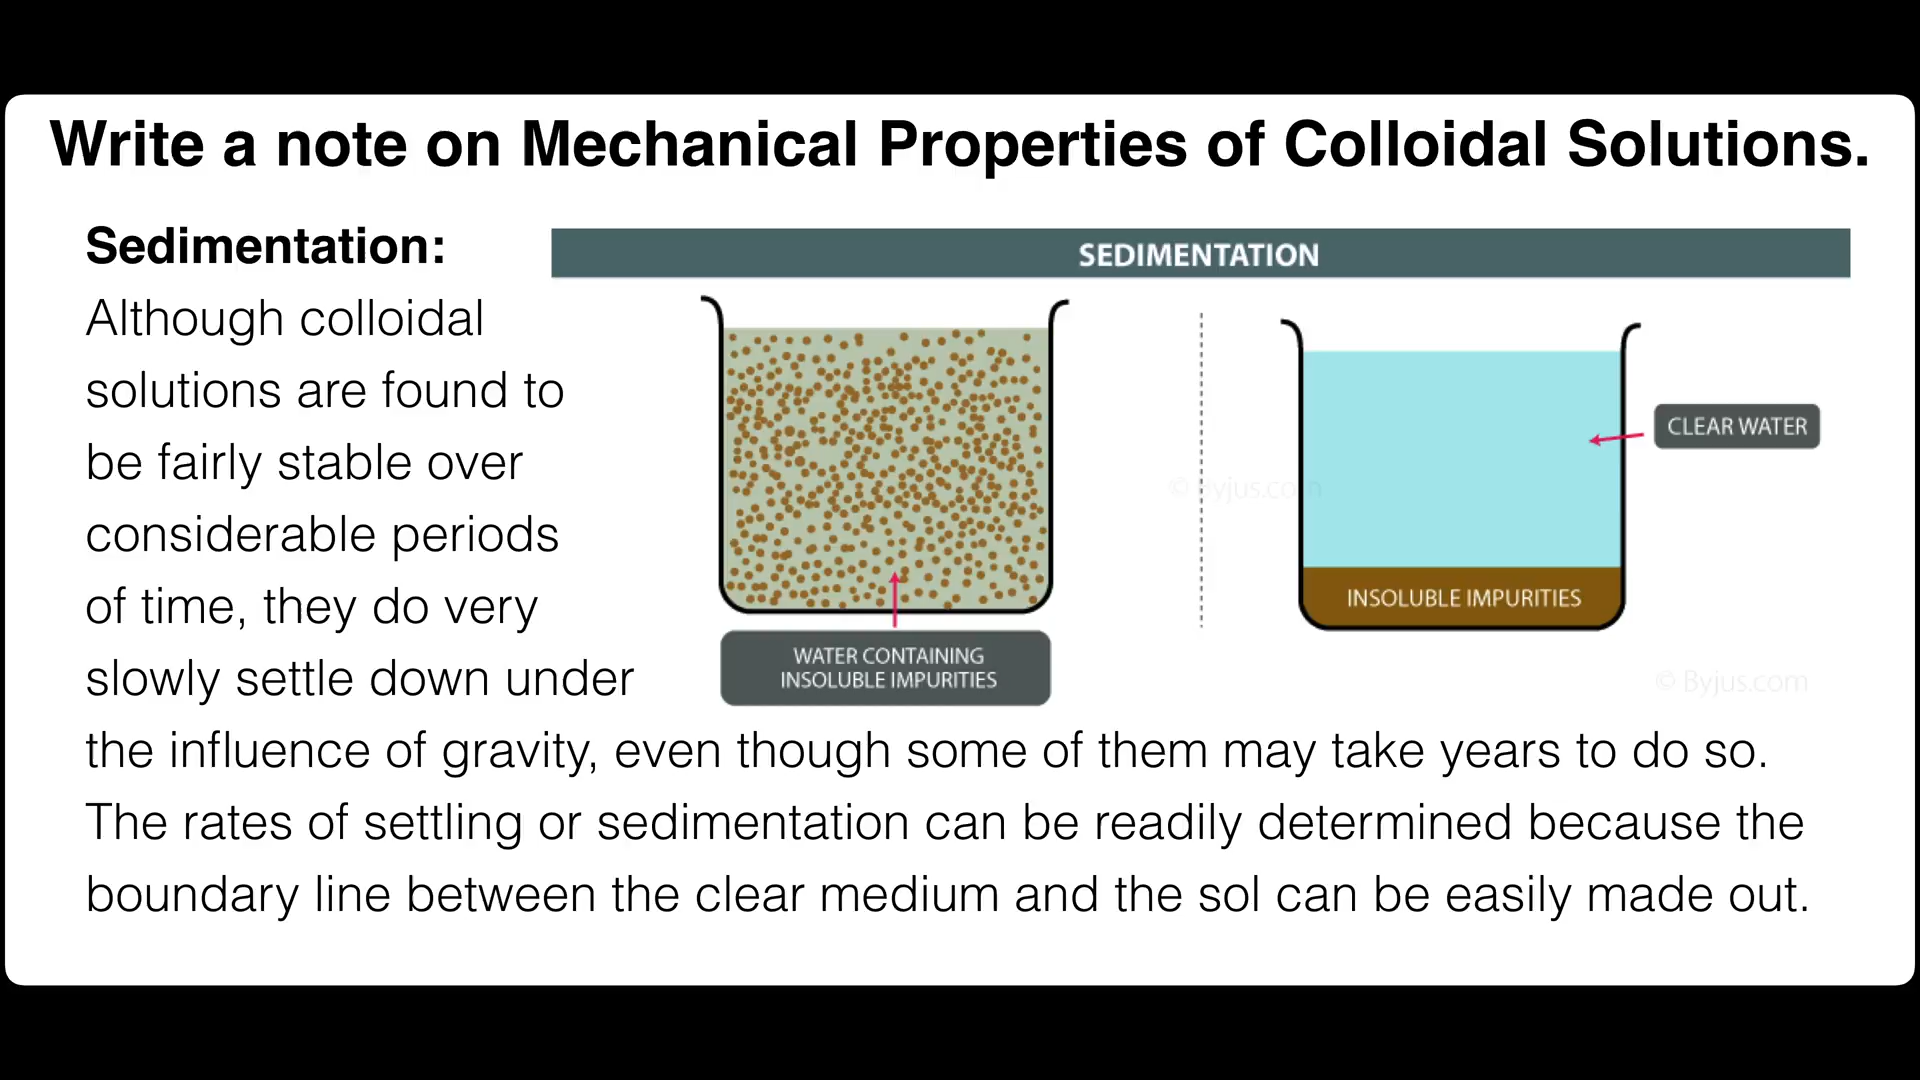 Write a note on Mechanical Properties of Colloidal Solutions.
Sedimentation:
Although colloidal
solutions are found to
be fairly stable over
considerable periods
of time, they do very
slowly settle down under
the influence of gravity, even though some of them may take years to do so.
The rates of settling or sedimentation can be readily determined because the
boundary line between the clear medium and the sol can be easily made out.
SEDIMENTATION
WATER CONTAINING
INSOLUBLE IMPURITIES
CLEAR WATER
INSOLUBLE IMPURITIES
© Byjus.com
© Byjus.com